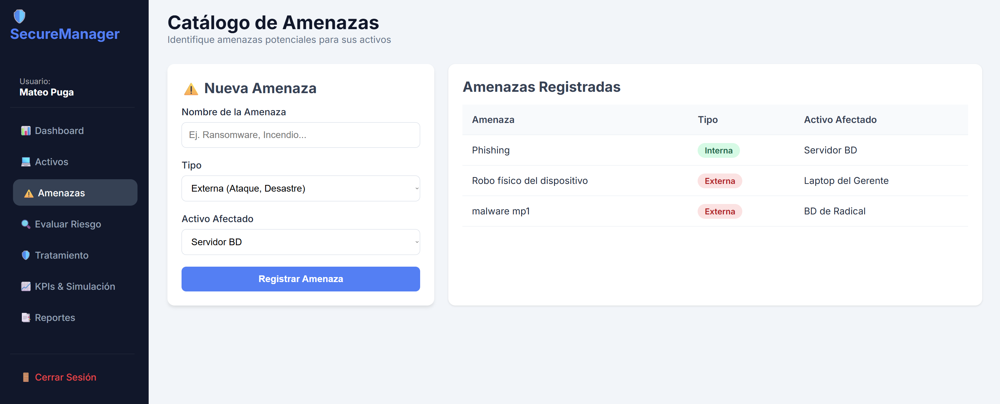 SecureManager
Usuario:
Mateo Puga
Dashboard
Activos
Amenazas
Evaluar Riesgo
Tratamiento
KPIs & Simulación
Reportes
Cerrar Sesión
Catálogo de Amenazas
Identifique amenazas potenciales para sus activos
Nueva Amenaza
Nombre de la Amenaza
Ej. Ransomware, Incendio...
Tipo
Externa (Ataque, Desastre)
Activo Afectado
Servidor BD
Registrar Amenaza
Amenazas Registradas
Amenaza Tipo Activo Afectado
Phishing Interna Servidor BD
Robo físico del dispositivo Externa Laptop del Gerente
malware mp1 Externa BD de Radical